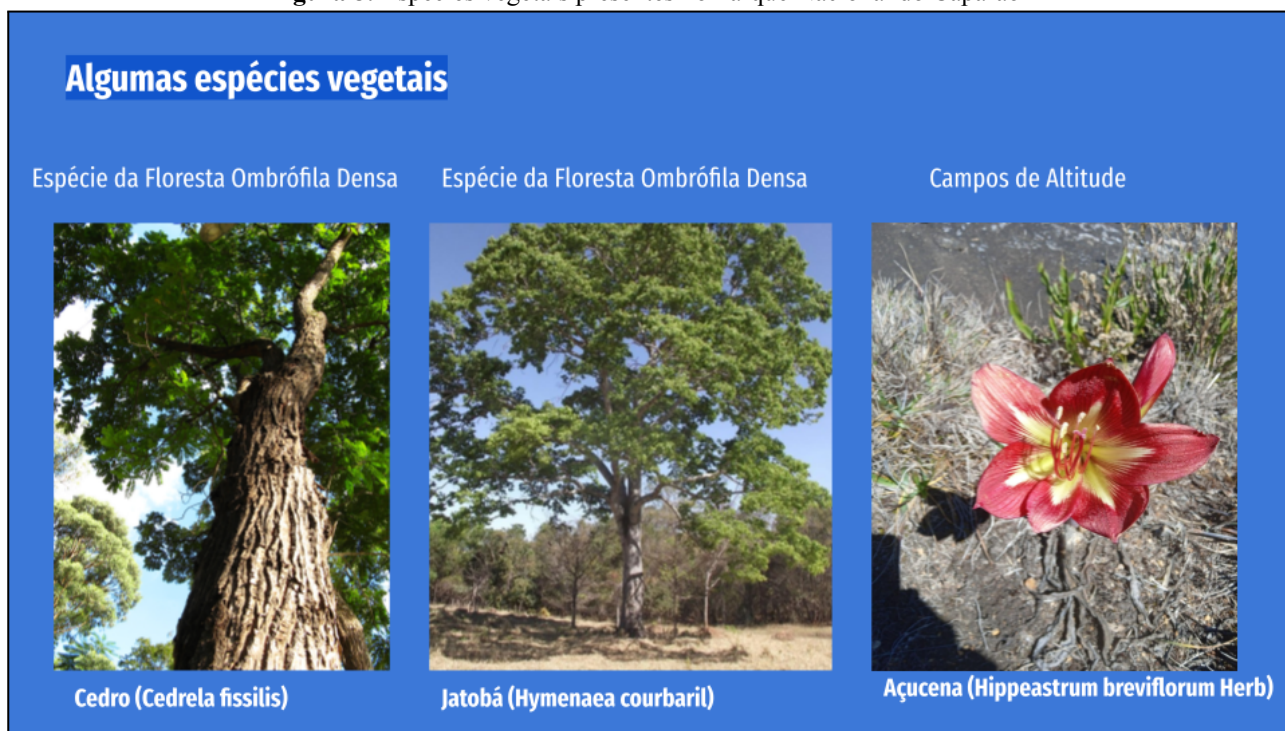 Algumas espécies vegetais
Espécie da Floresta Ombrófila Densa
Espécie da Floresta Ombrófila Densa
Campos de Altitude
Cedro (Cedrela fissilis)
Jatobá (Hymenaea courbaril)
Açucena (Hippeastrum breviflorum Herb)